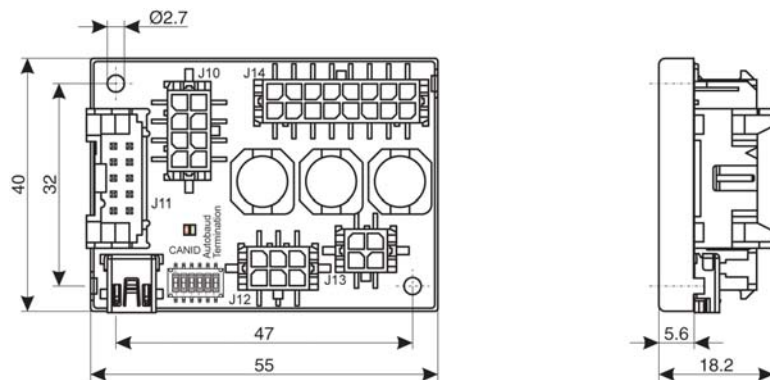 Ø2.7
J10
J14
40
32
J11
CANID
Autobaud
Termination
J12
J13
47
55
5.6
18.2